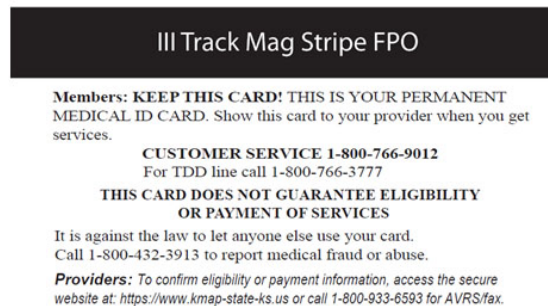 III Track Mag Stripe FPO
Members: KEEP THIS CARD! THIS IS YOUR PERMANENT
MEDICAL ID CARD. Show this card to your provider when you get
services.
CUSTOMER SERVICE 1-800-766-9012
For TDD line call 1-800-766-3777
THIS CARD DOES NOT GUARANTEE ELIGIBILITY
OR PAYMENT OF SERVICES
It is against the law to let anyone else use your card.
Call 1-800-432-3913 to report medical fraud or abuse.
Providers: To confirm eligibility or payment information, access the secure
website at: https://www.kmap-state-ks.us or call 1-800-933-6593 for AVRS/fax.